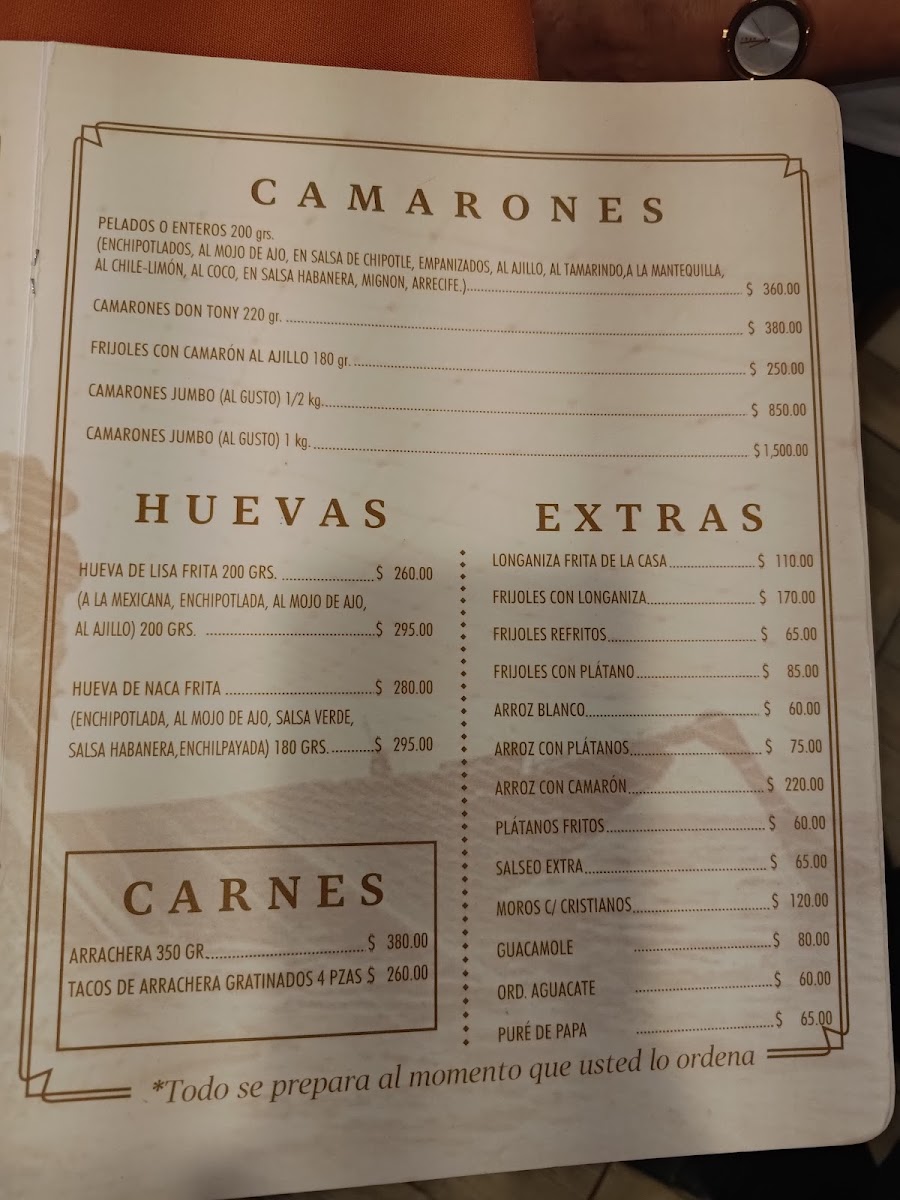 CAMARONES
PELADOS O ENTEROS 200 grs.
(ENCHIPOTLADOS, AL MOJO DE AJO, EN SALSA DE CHIPOTLE, EMPANIZADOS, AL AJILLO, AL TAMARINDO,A LA MANTEQUILLA,
AL CHILE-LIMÓN, AL COCO, EN SALSA HABANERA, MIGNON, ARRECIFE.) $ 360.00
CAMARONES DON TONY 220 gr. $ 380.00
FRIJOLES CON CAMARÓN AL AJILLO 180 gr. $ 250.00
CAMARONES JUMBO (AL GUSTO) 1/2 kg. $ 850.00
CAMARONES JUMBO (AL GUSTO) 1 kg. $ 1,500.00
HUEVAS
HUEVA DE LISA FRITA 200 GRS. $ 260.00
(A LA MEXICANA, ENCHIPOTLADA, AL MOJO DE AJO,
AL AJILLO) 200 GRS. $ 295.00
HUEVA DE NACA FRITA $ 280.00
(ENCHIPOTLADA, AL MOJO DE AJO, SALSA VERDE,
SALSA HABANERA,ENCHILPAYADA) 180 GRS. $ 295.00
CARNES
ARRACHERA 350 GR. $ 380.00
TACOS DE ARRACHERA GRATINADOS 4 PZAS $ 260.00
EXTRAS
LONGANIZA FRITA DE LA CASA $ 110.00
FRIJOLES CON LONGANIZA $ 170.00
FRIJOLES REFRITOS $ 65.00
FRIJOLES CON PLÁTANO $ 85.00
ARROZ BLANCO $ 60.00
ARROZ CON PLÁTANOS $ 75.00
ARROZ CON CAMARÓN $ 220.00
PLÁTANOS FRITOS $ 60.00
SALSEO EXTRA $ 65.00
MOROS C/ CRISTIANOS $ 120.00
GUACAMOLE $ 80.00
ORD. AGUACATE $ 60.00
PURÉ DE PAPA $ 65.00
*Todo se prepara al momento que usted lo ordena